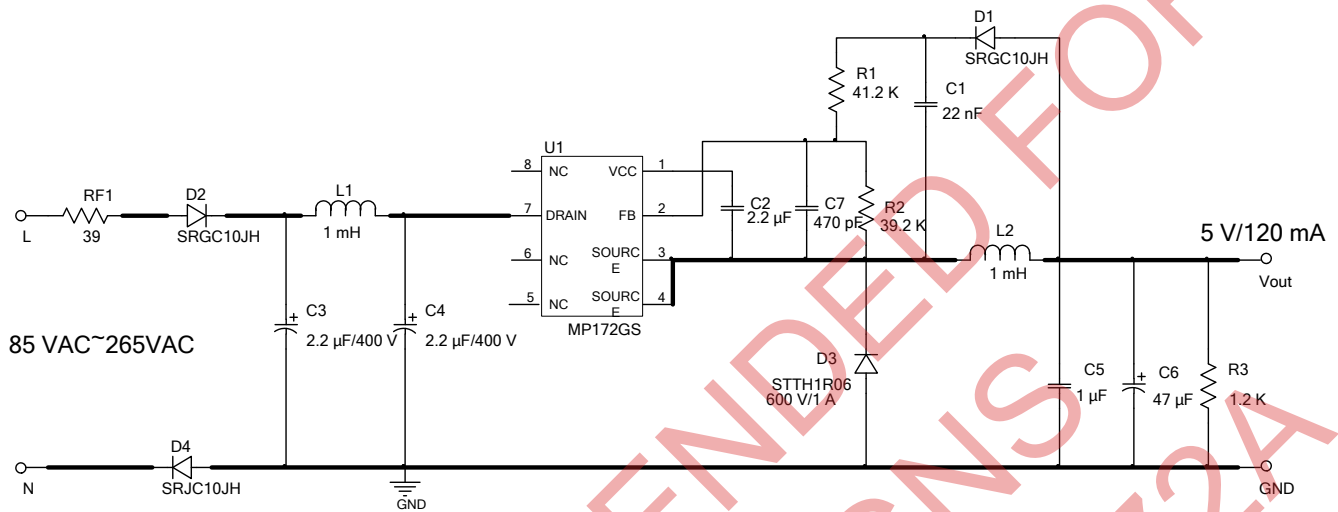 D1
SRGC10JH
R1
41.2 K
C1
22 nF
U1
8
NC
VCC
1
RF1
39
L
D2
SRGC10JH
L1
1 mH
7
DRAIN
FB
2
C2
2.2 µF
C7
470 pF
R2
39.2 K
6
NC
SOURC
E
3
L2
1 mH
5 V/120 mA
Vout
5
NC
SOURC
E
4
MP172GS
C3
2.2 µF/400 V
C4
2.2 µF/400 V
85 VAC~265VAC
D3
STTH1R06
600 V/1 A
C5
1 µF
C6
47 µF
R3
1.2 K
N
D4
SRJC10JH
GND
GND
ENDED FOR
GNS